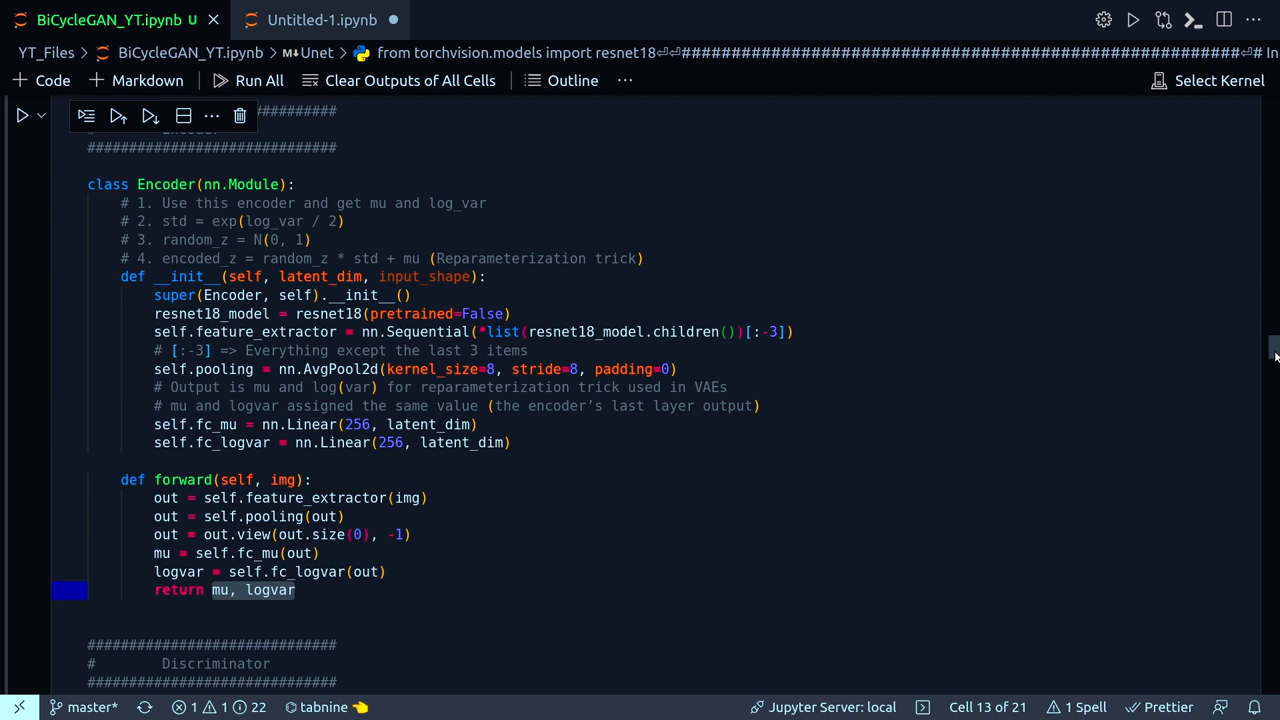 BiCycleGAN_YT.ipynb U Untitled-1.ipynb
YT_Files > BiCycleGAN_YT.ipynb > M↓Unet > from torchvision.models import resnet18⏎⏎######################################################################⏎# In
+ Code + Markdown Run All Clear Outputs of All Cells Outline ... Select Kernel
##############################
class Encoder(nn.Module):
# 1. Use this encoder and get mu and log_var
# 2. std = exp(log_var / 2)
# 3. random_z = N(0, 1)
# 4. encoded_z = random_z * std + mu (Reparameterization trick)
def __init__(self, latent_dim, input_shape):
super(Encoder, self).__init__()
resnet18_model = resnet18(pretrained=False)
self.feature_extractor = nn.Sequential(*list(resnet18_model.children())[:-3])
# [:-3] => Everything except the last 3 items
self.pooling = nn.AvgPool2d(kernel_size=8, stride=8, padding=0)
# Output is mu and log(var) for reparameterization trick used in VAEs
# mu and logvar assigned the same value (the encoder’s last layer output)
self.fc_mu = nn.Linear(256, latent_dim)
self.fc_logvar = nn.Linear(256, latent_dim)
def forward(self, img):
out = self.feature_extractor(img)
out = self.pooling(out)
out = out.view(out.size(0), -1)
mu = self.fc_mu(out)
logvar = self.fc_logvar(out)
return mu, logvar
##############################
# Discriminator
##############################
master* 1 1 22 tabnine Jupyter Server: local Cell 13 of 21 1 Spell Prettier